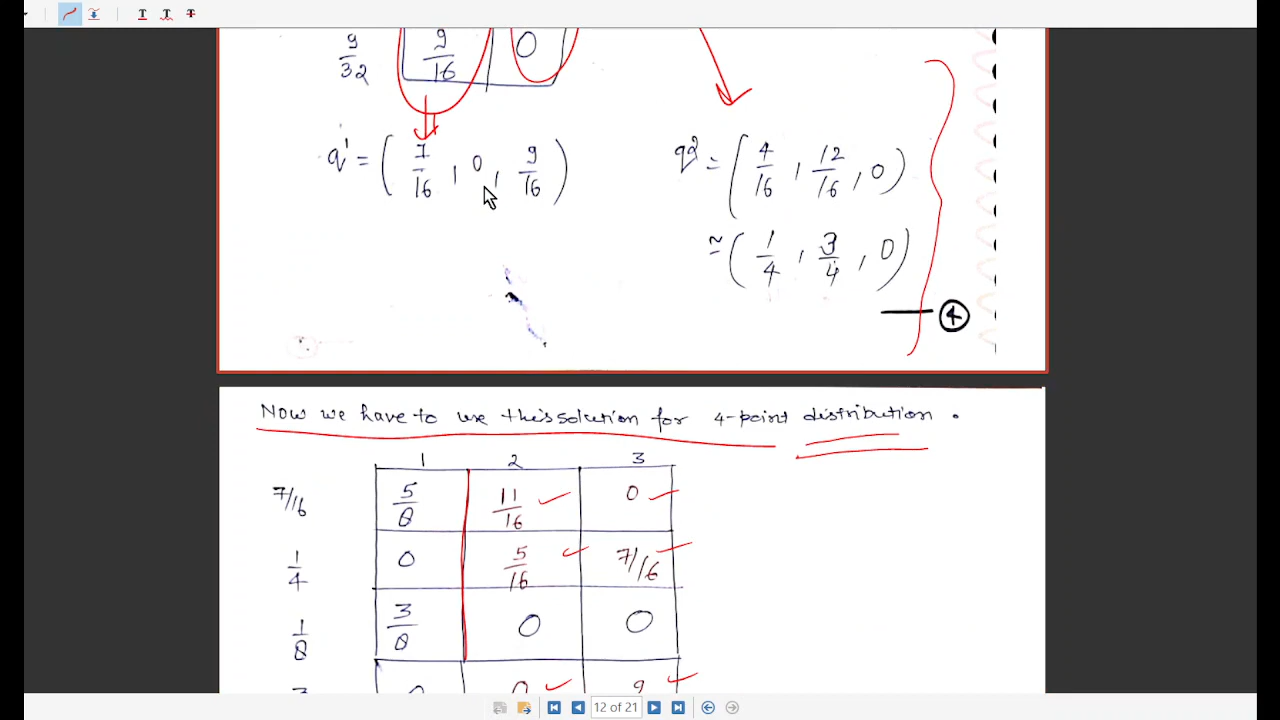 T T T
9/32 9/16 0
q¹ = ( 7/16 , 0 , 9/16 )
q² = ( 4/16 , 12/16 , 0 )
≃ ( 1/4 , 3/4 , 0 )
— ④
Now we have to use this solution for 4-point distribution .
1 2 3
7/16 5/8 11/16 0
1/4 0 5/16 7/16
1/8 3/8 0 0
0 0 9
12 of 21